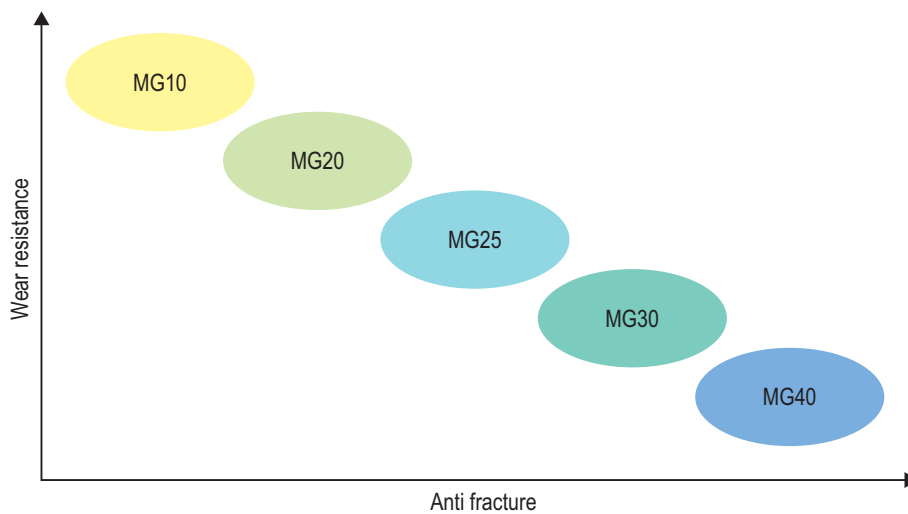 MG10
MG20
MG25
MG30
MG40
Wear resistance
Anti fracture